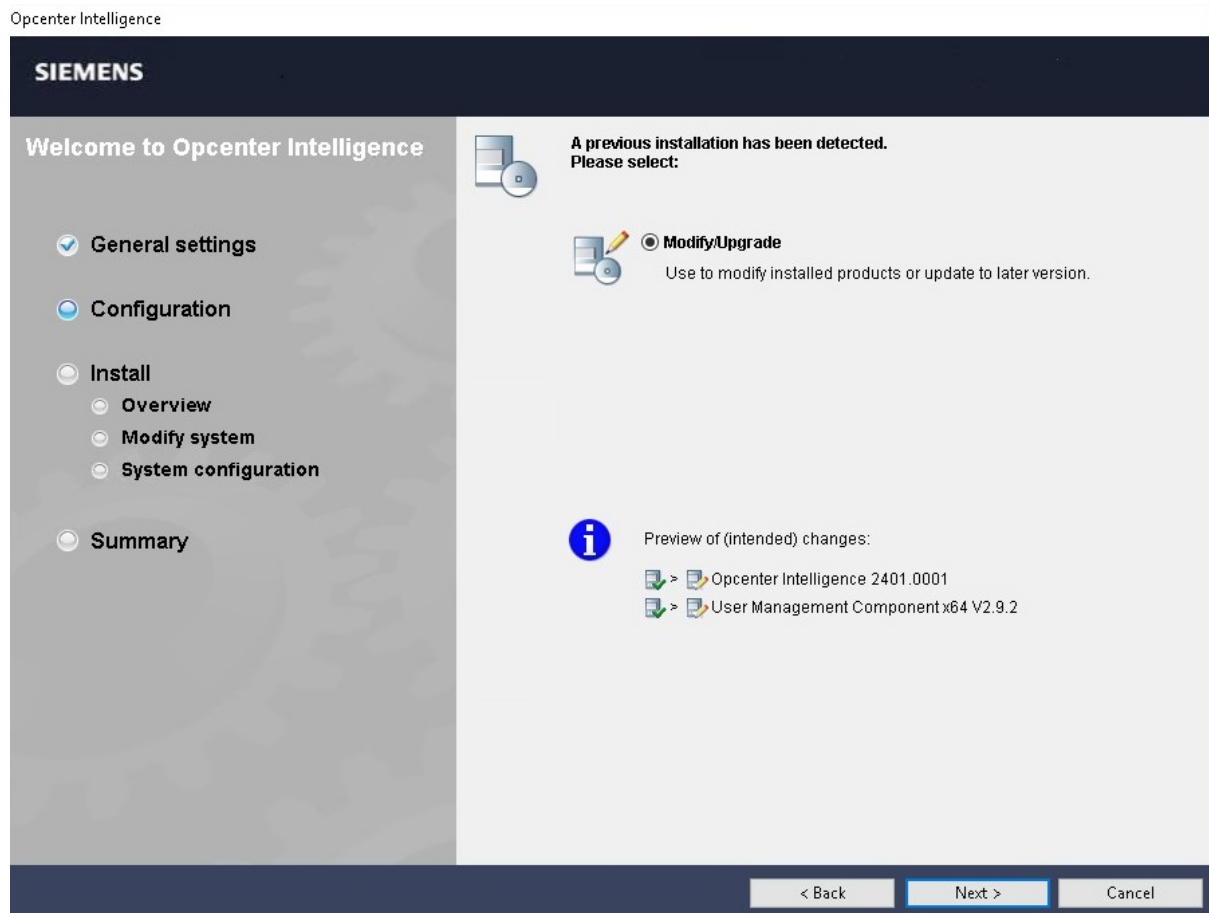 Opcenter Intelligence
SIEMENS
Welcome to Opcenter Intelligence
General settings
Configuration
Install
Overview
Modify system
System configuration
Summary
A previous installation has been detected.
Please select:
Modify/Upgrade
Use to modify installed products or update to later version.
Preview of (intended) changes:
> Opcenter Intelligence 2401.0001
> User Management Component x64 V2.9.2
< Back
Next >
Cancel